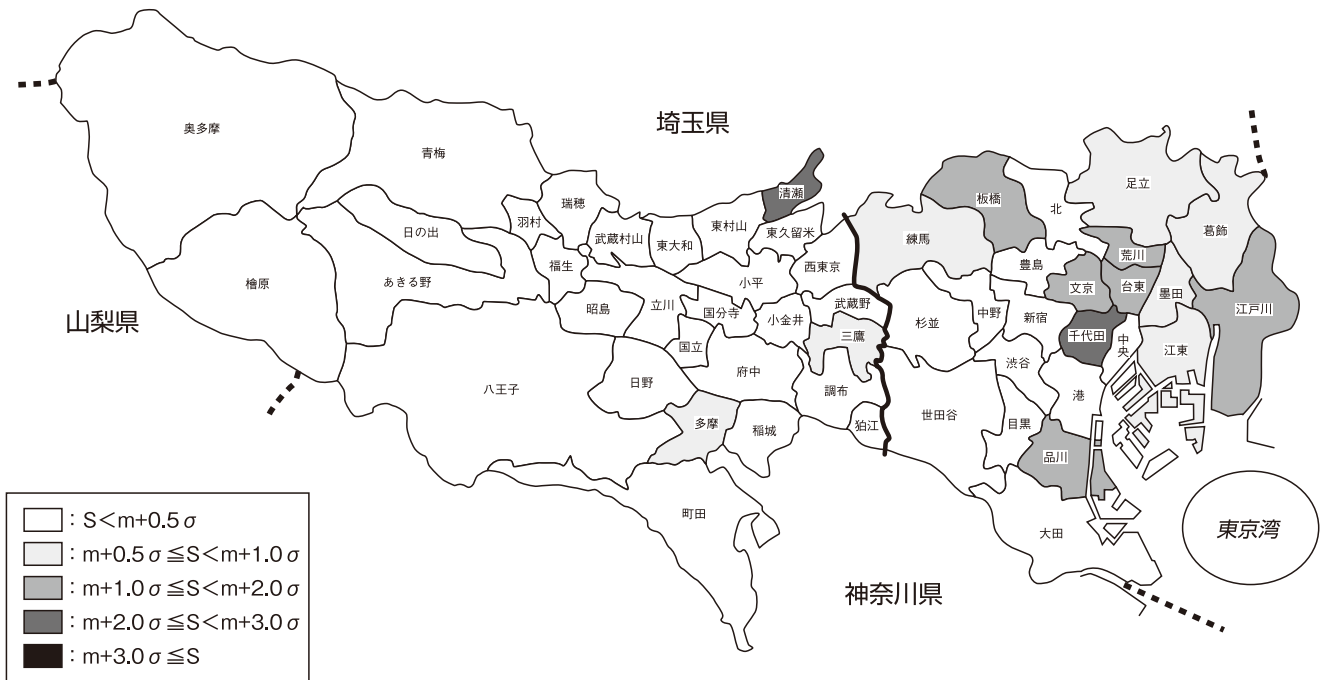 埼玉県
奥多摩
青梅
清瀬
足立
板橋
北
瑞穂
羽村
東村山
東久留米
葛飾
日の出
武蔵村山
東大和
練馬
荒川
福生
西東京
豊島
あきる野
檜原
小平
文京
台東
墨田
江戸川
山梨県
昭島
立川
国分寺
小金井
武蔵野
杉並
中野
新宿
千代田
中央
江東
三鷹
国立
渋谷
八王子
日野
府中
調布
港
世田谷
多摩
稲城
狛江
目黒
品川
町田
大田
東京湾
神奈川県
: S＜m+0.5σ
: m+0.5σ≦S＜m+1.0σ
: m+1.0σ≦S＜m+2.0σ
: m+2.0σ≦S＜m+3.0σ
: m+3.0σ≦S